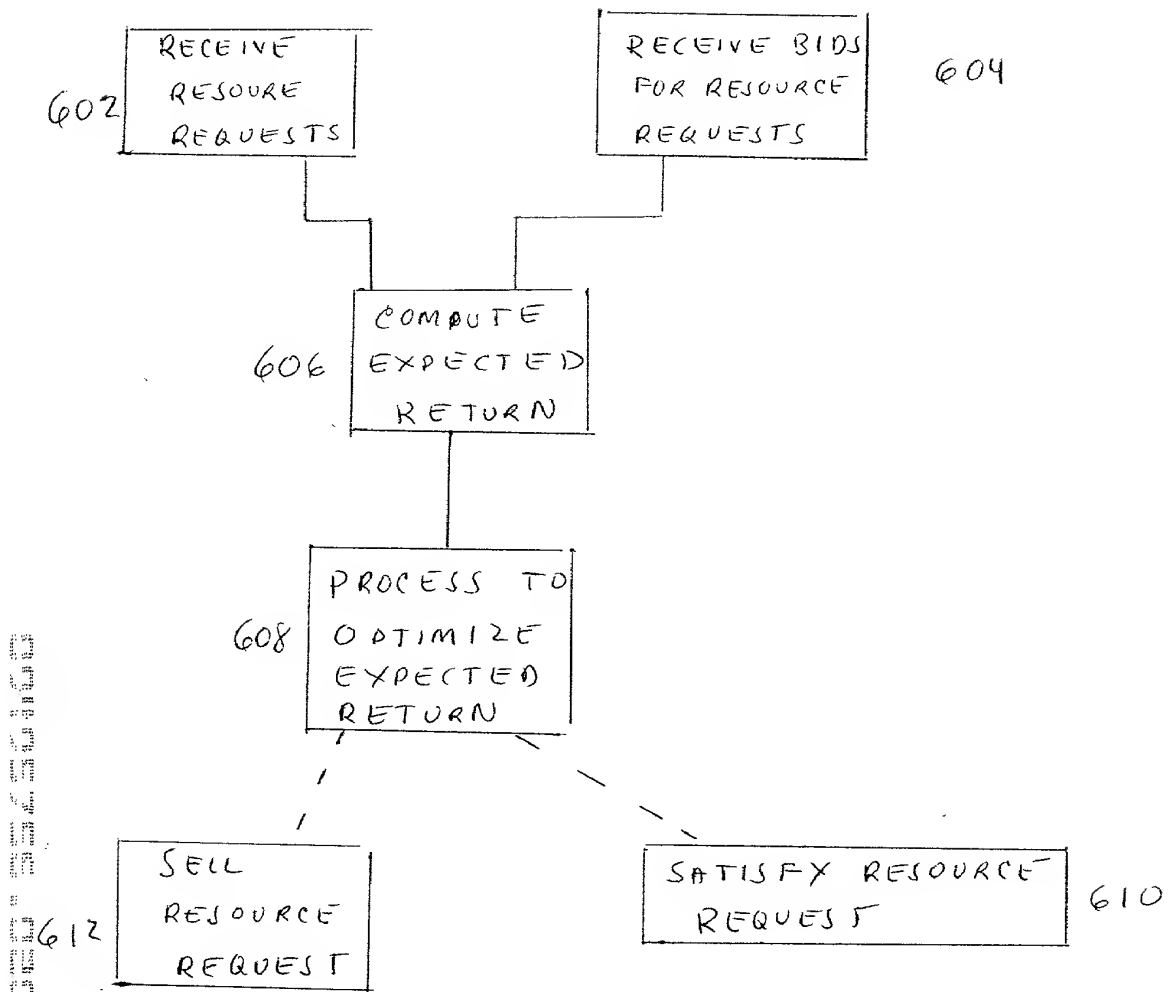 RECEIVE
RESOURE
REQUESTS
602
RECEIVE BIDS
FOR RESOURCE
REQUESTS
604
COMPUTE
EXPECTED
RETURN
606
PROCESS TO
OPTIMIZE
EXPECTED
RETURN
608
SELL
RESOURCE
REQUEST
612
SATISFY RESOURCE
REQUEST
610